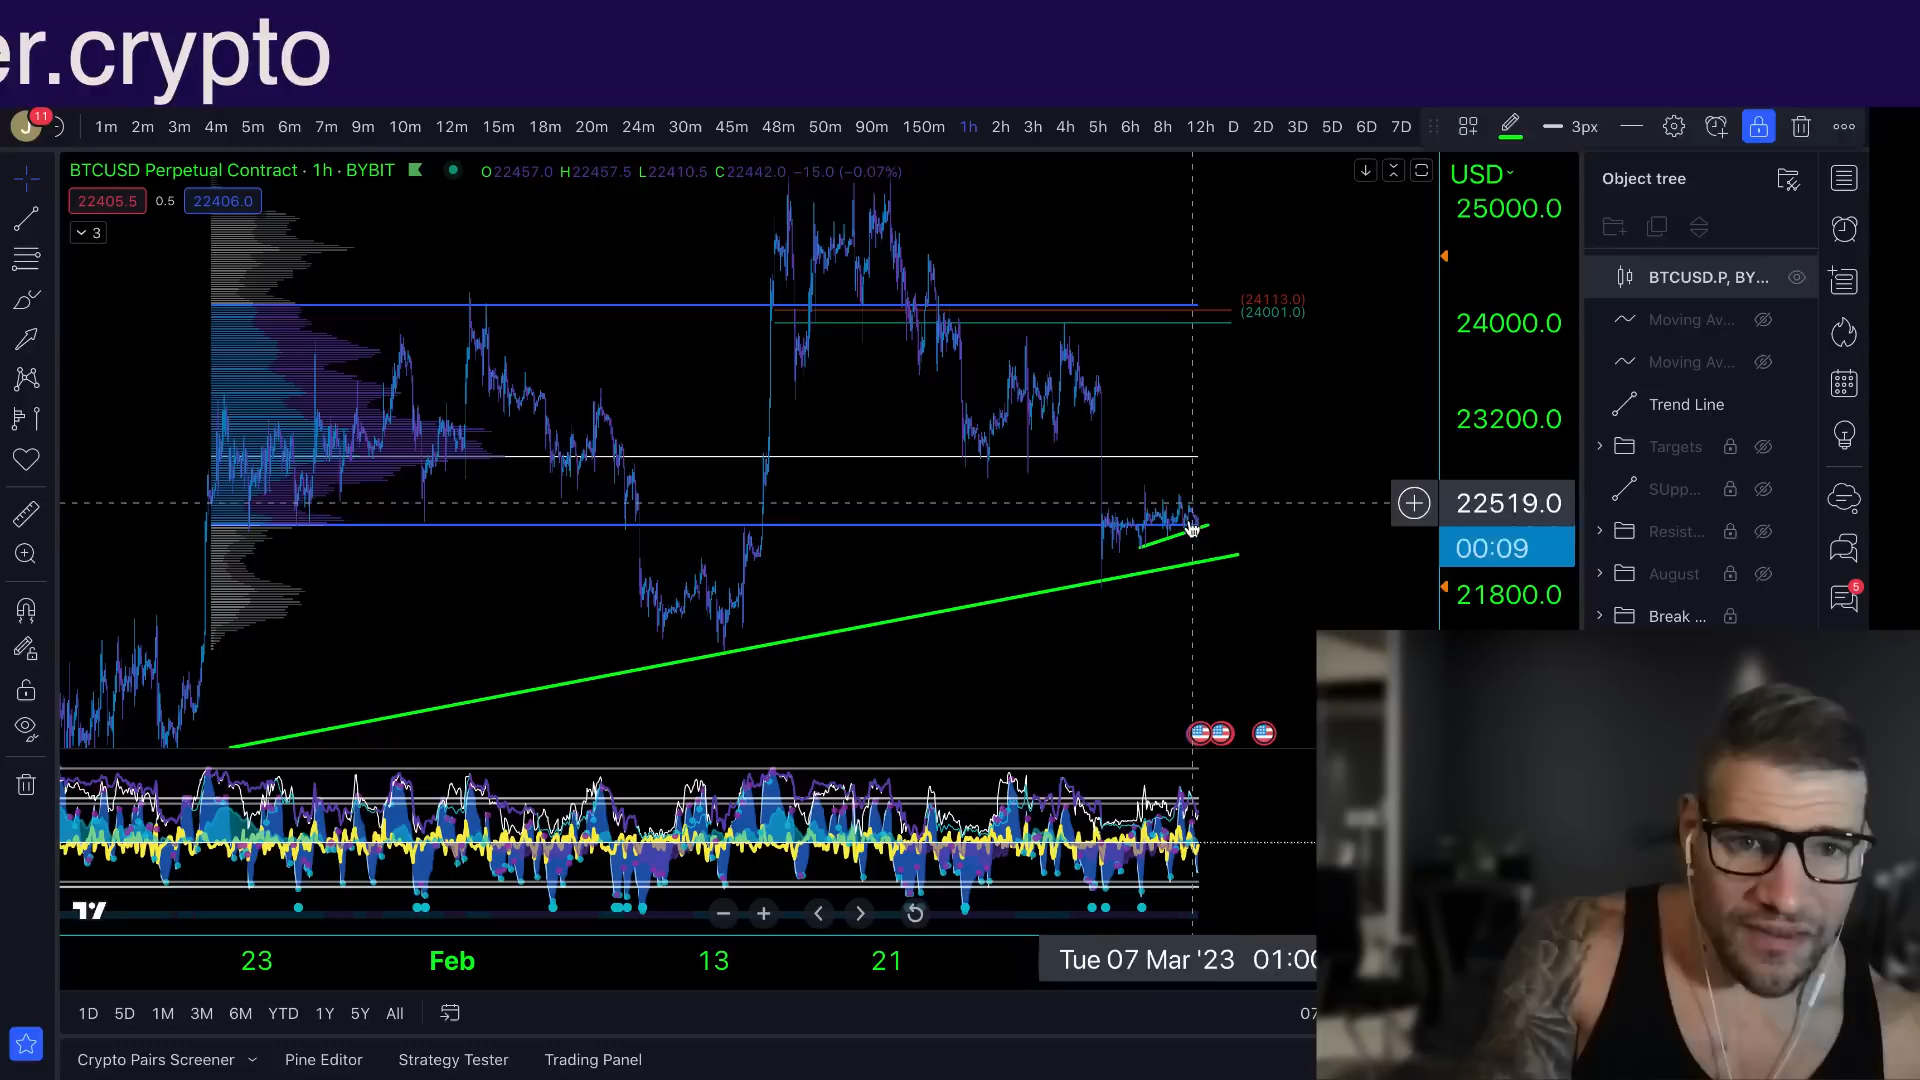 er.crypto
J 11 1m 2m 3m 4m 5m 6m 7m 9m 10m 12m 15m 18m 20m 24m 30m 45m 48m 50m 90m 150m 1h 2h 3h 4h 5h 6h 8h 12h D 2D 3D 5D 6D 7D 3px
BTCUSD Perpetual Contract · 1h · BYBIT O22457.0 H22457.5 L22410.5 C22442.0 −15.0 (−0.07%)
22405.5 0.5 22406.0
3
USD
25000.0
(24113.0)
(24001.0)
24000.0
23200.0
22519.0
00:09
21800.0
Object tree
BTCUSD.P, BY...
Moving Av...
Moving Av...
Trend Line
Targets
SUpp...
Resist...
August
Break ...
5
23 Feb 13 21 Tue 07 Mar '23 01:00
1D 5D 1M 3M 6M YTD 1Y 5Y All 07
Crypto Pairs Screener Pine Editor Strategy Tester Trading Panel